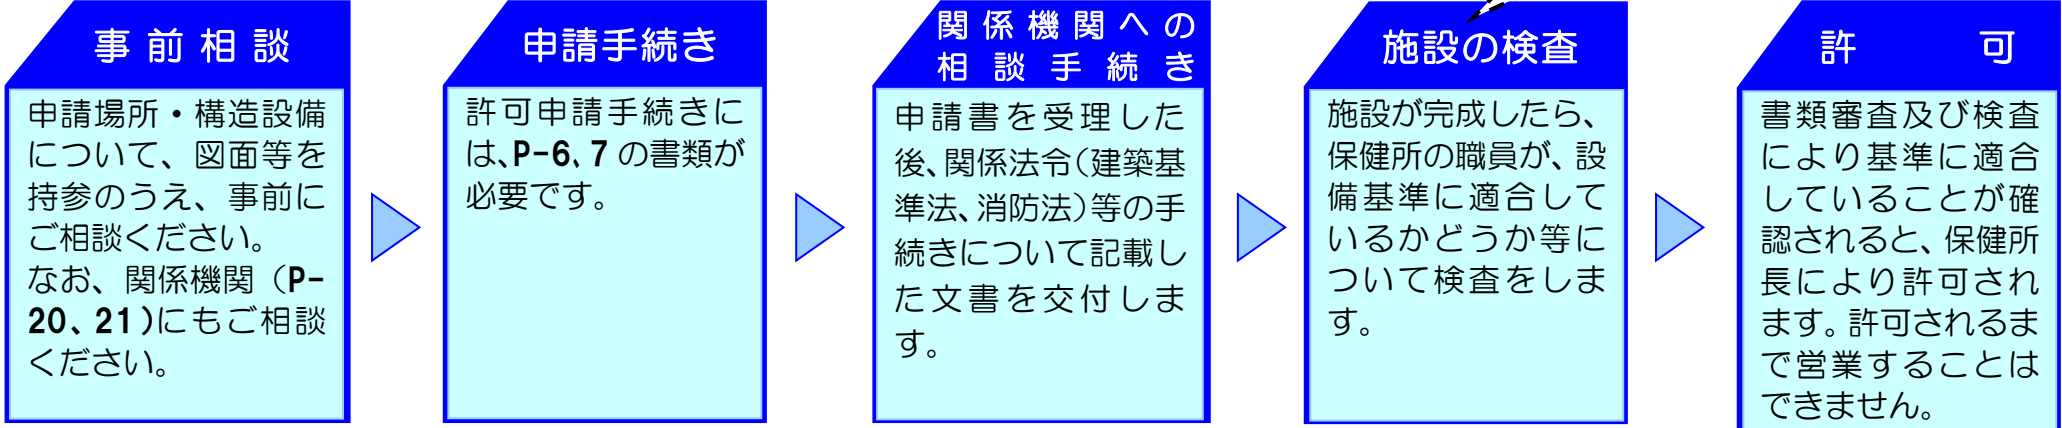 事前相談
申請場所・構造設備
について、図面等を
持参のうえ、事前に
ご相談ください。
なお、関係機関（P-
20、21)にもご相談
ください。
申請手続き
許可申請手続きに
は、P-6、7 の書類が
必要です。
関係機関への
相談手続き
申請書を受理した
後、関係法令（建築基
準法、消防法）等の手
続きについて記載し
た文書を交付しま
す。
施設の検査
施設が完成したら、
保健所の職員が、設
備基準に適合して
いるかどうか等に
ついて検査をしま
す。
許可
書類審査及び検査
により基準に適合
していることが確
認されると、保健所
長により許可され
ます。許可されるま
で営業することは
できません。